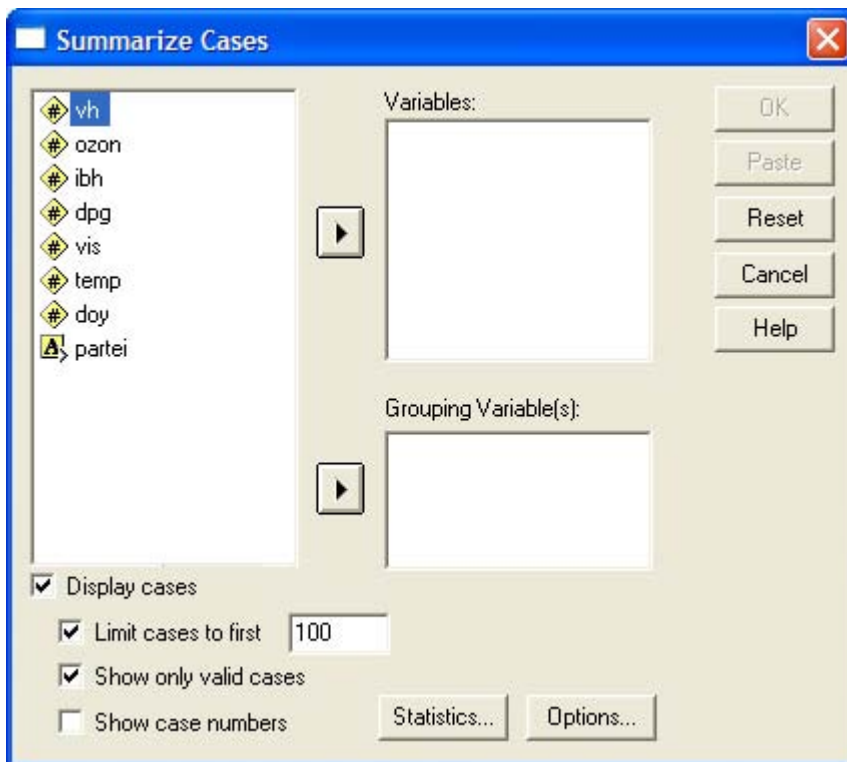 Summarize Cases
vh
ozon
ibh
dpg
vis
temp
doy
partei
Variables:
Grouping Variable(s):
OK
Paste
Reset
Cancel
Help
Display cases
Limit cases to first 100
Show only valid cases
Show case numbers
Statistics...
Options...